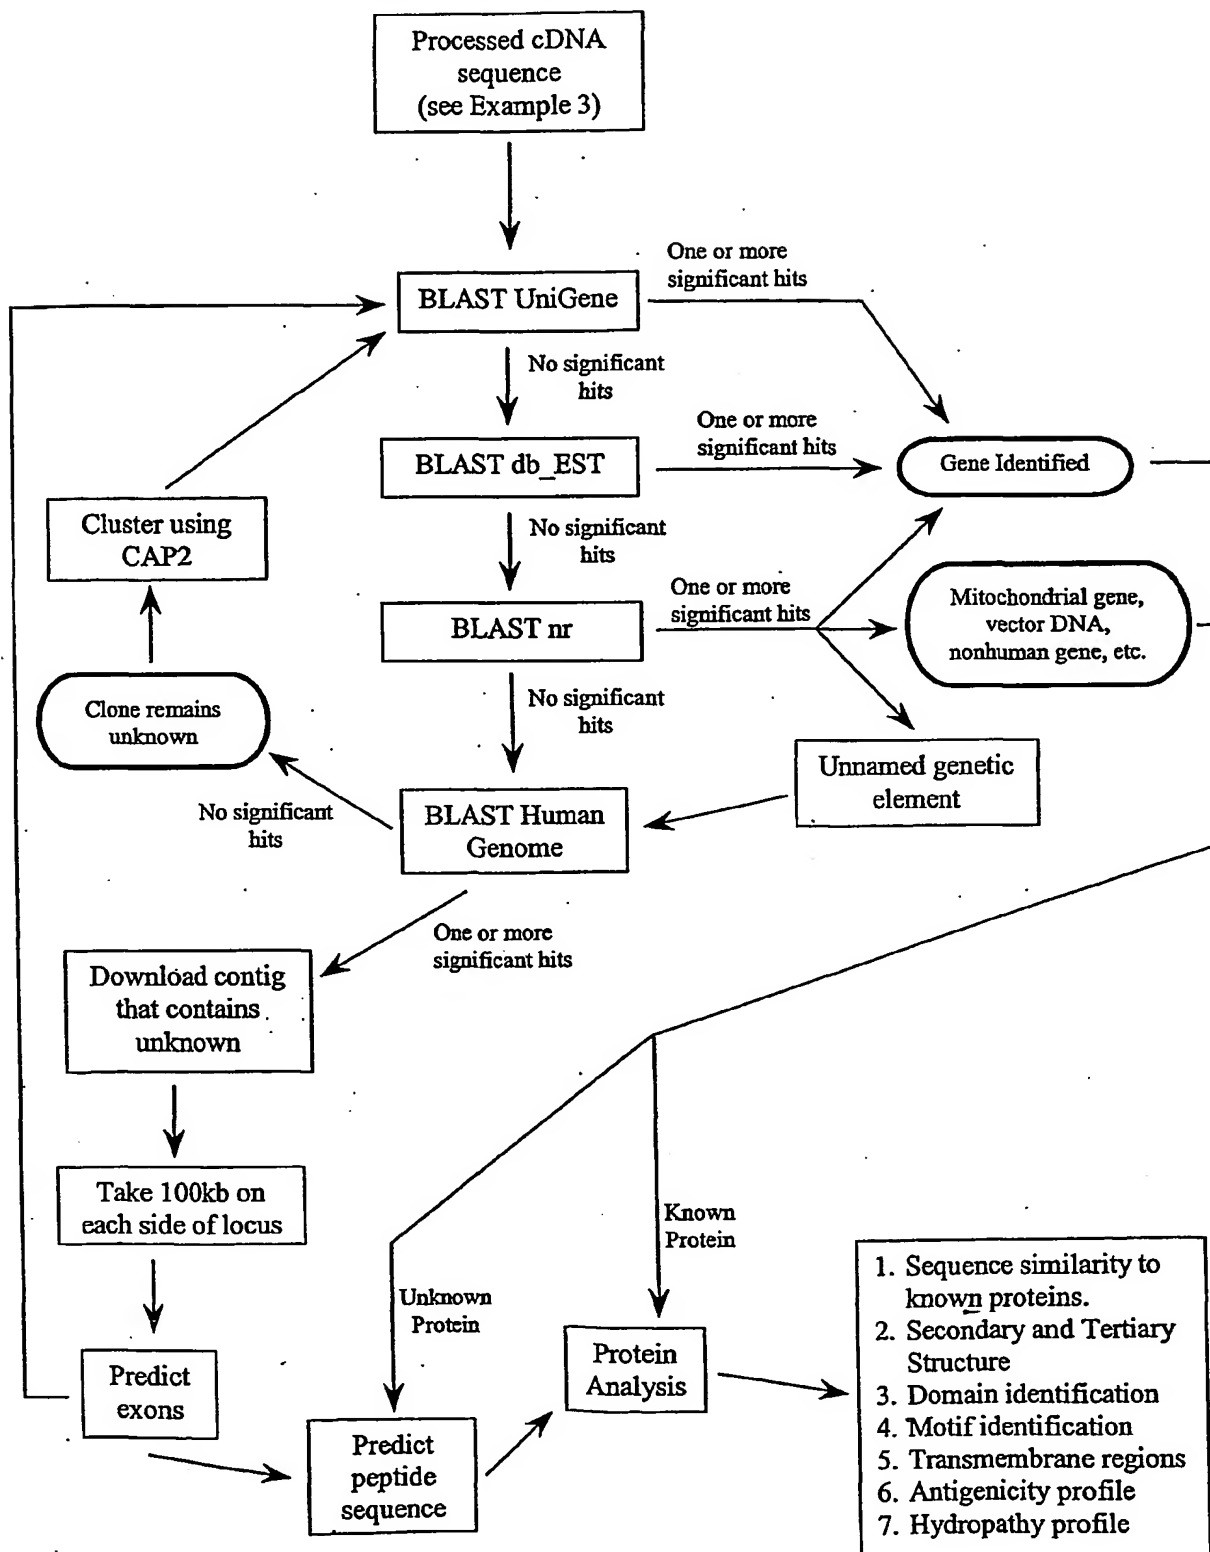 Processed cDNA
sequence
(see Example 3)
One or more
significant hits
BLAST UniGene
No significant
hits
One or more
significant hits
BLAST db_EST
Gene Identified
Cluster using
CAP2
No significant
hits
One or more
significant hits
BLAST nr
Mitochondrial gene,
vector DNA,
nonhuman gene, etc.
Clone remains
unknown
No significant
hits
Unnamed genetic
element
No significant
hits
BLAST Human
Genome
One or more
significant hits
Download contig
that contains
unknown
Take 100kb on
each side of locus
Known
Protein
Unknown
Protein
Predict
exons
Protein
Analysis
Predict
peptide
sequence
1. Sequence similarity to
known proteins.
2. Secondary and Tertiary
Structure
3. Domain identification
4. Motif identification
5. Transmembrane regions
6. Antigenicity profile
7. Hydropathy profile